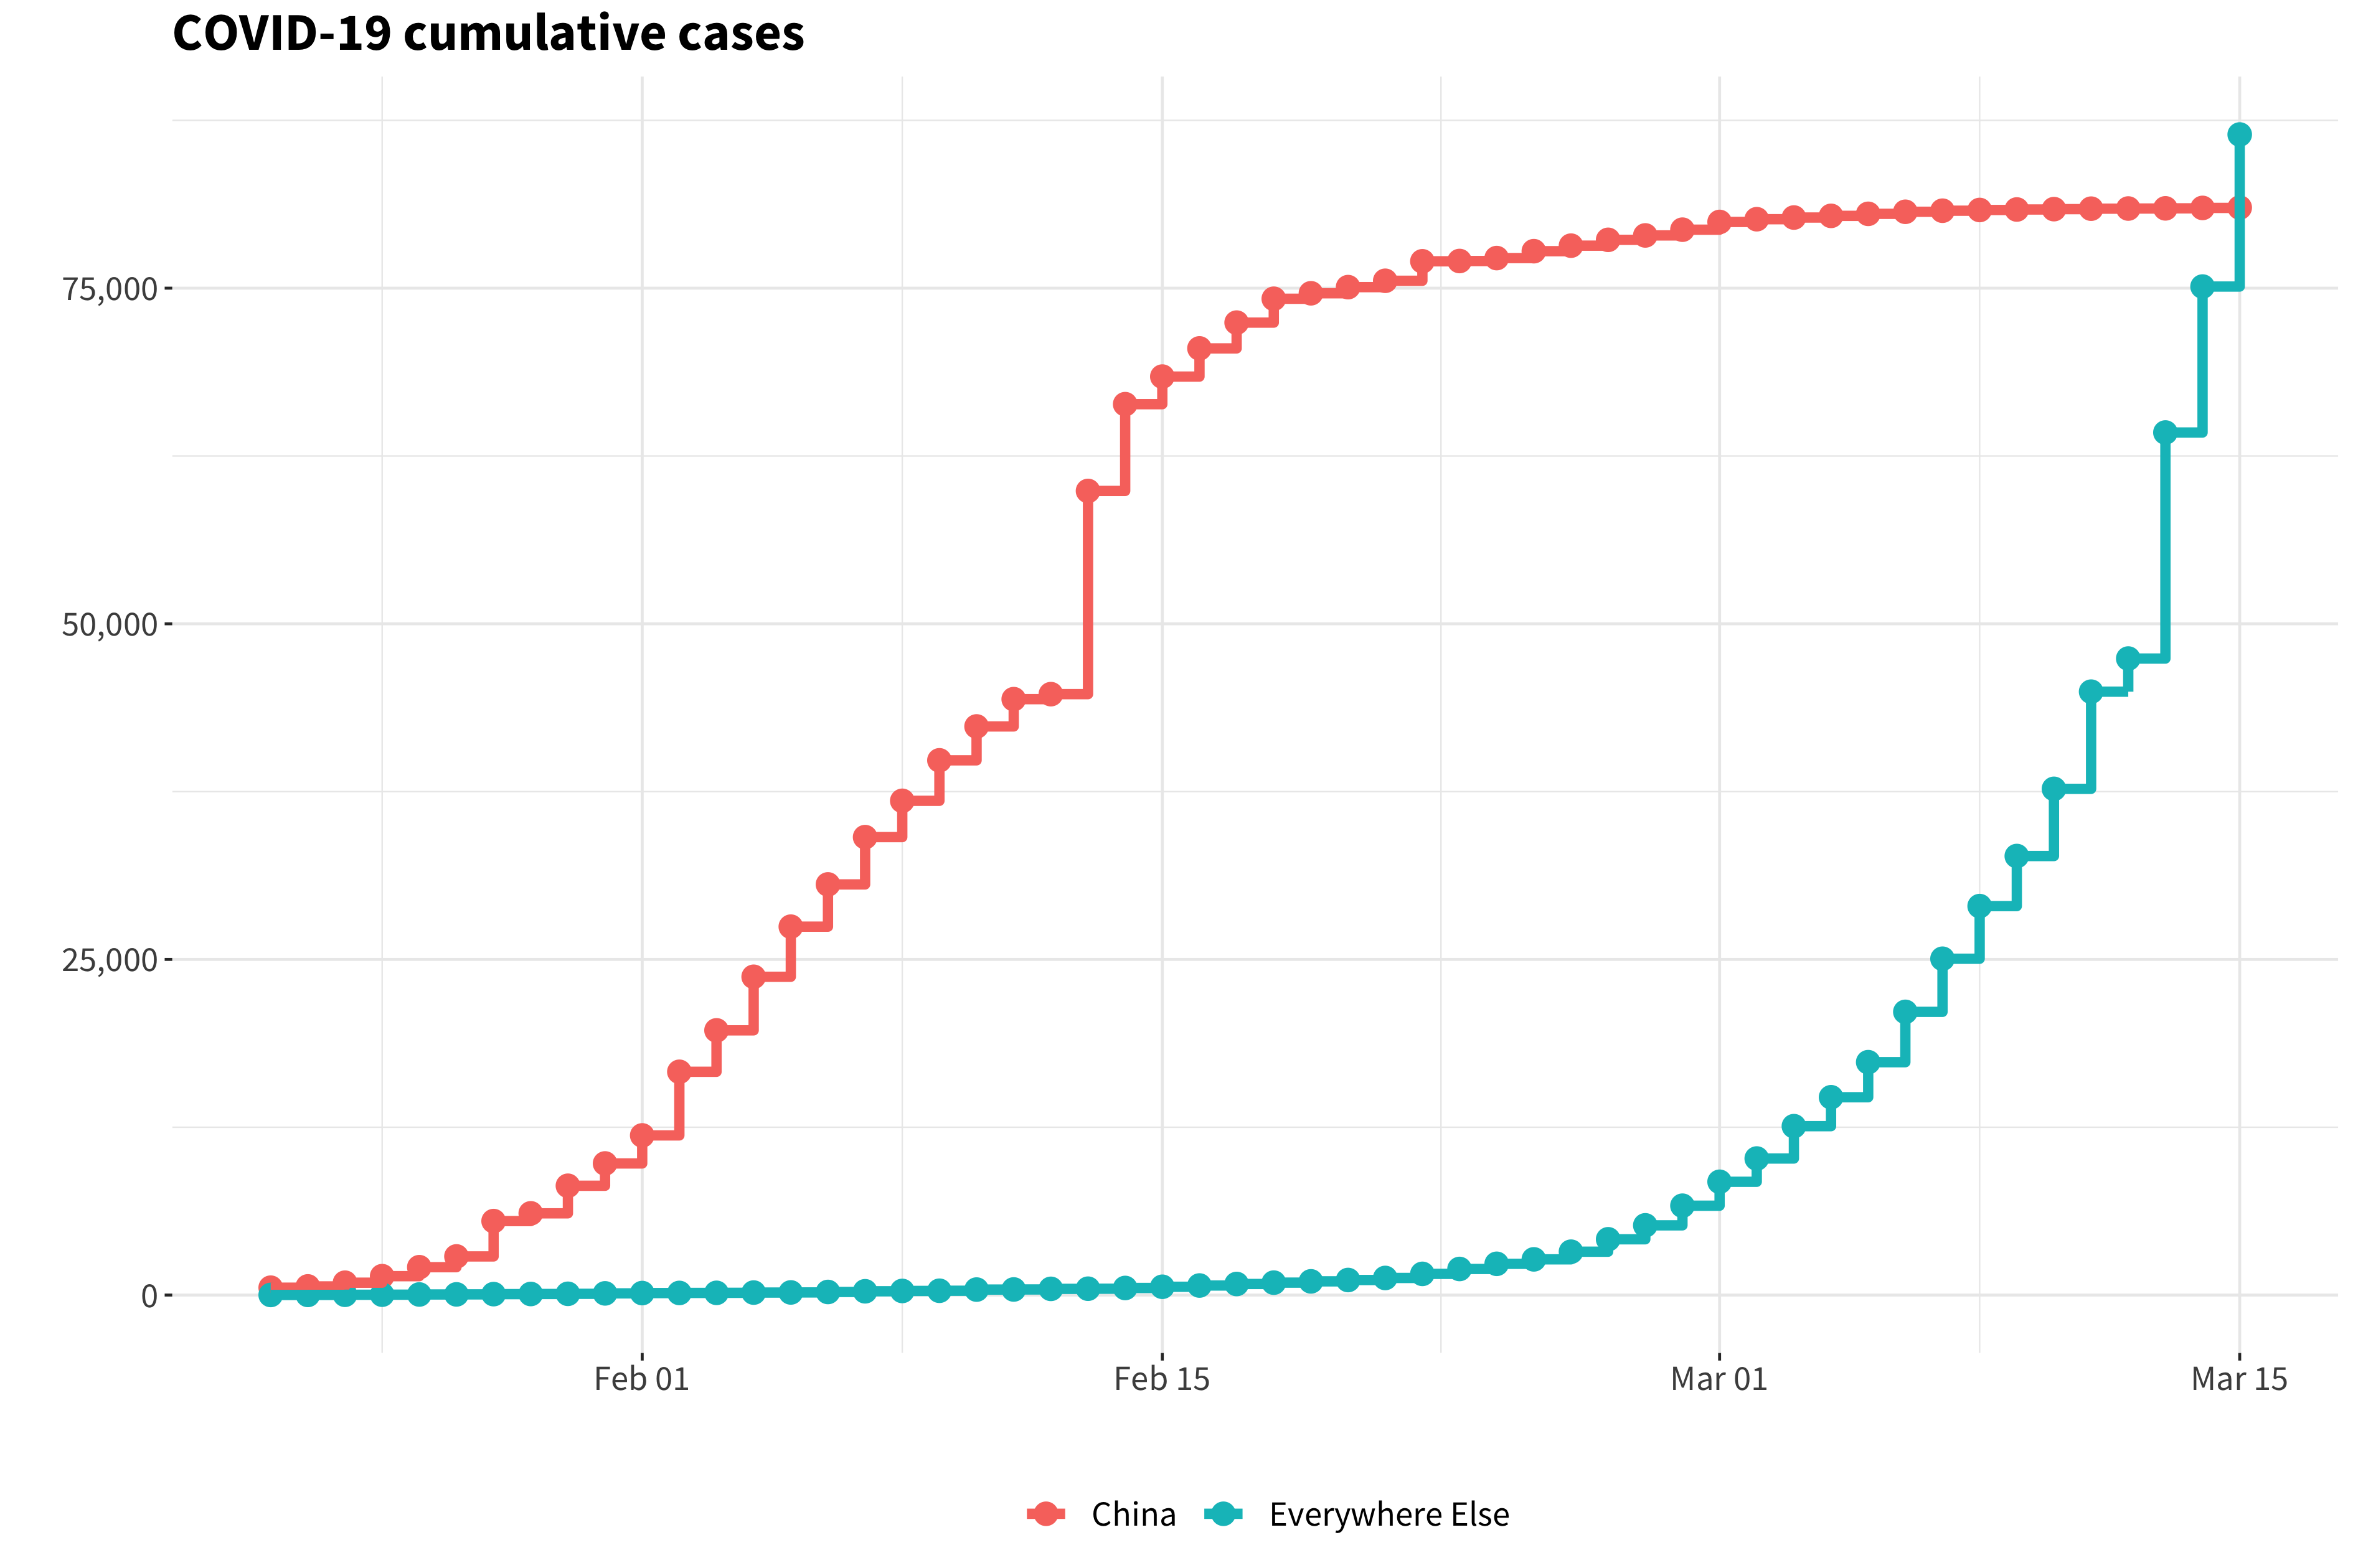 COVID-19 cumulative cases
75,000
50,000
25,000
0
Feb 01 Feb 15 Mar 01 Mar 15
China Everywhere Else